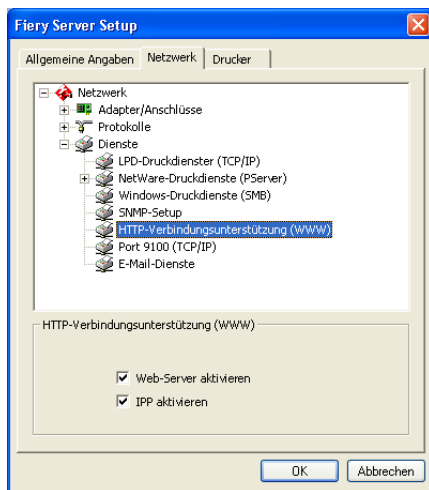 Fiery Server Setup
Allgemeine Angaben Netzwerk Drucker
Netzwerk
Adapter/Anschlüsse
Protokolle
Dienste
LPD-Druckdienster (TCP/IP)
NetWare-Druckdienste (PServer)
Windows-Druckdienste (SMB)
SNMP-Setup
HTTP-Verbindungsunterstützung (WWW)
Port 9100 (TCP/IP)
E-Mail-Dienste
HTTP-Verbindungsunterstützung (WWW)
Web-Server aktivieren
IPP aktivieren
OK Abbrechen